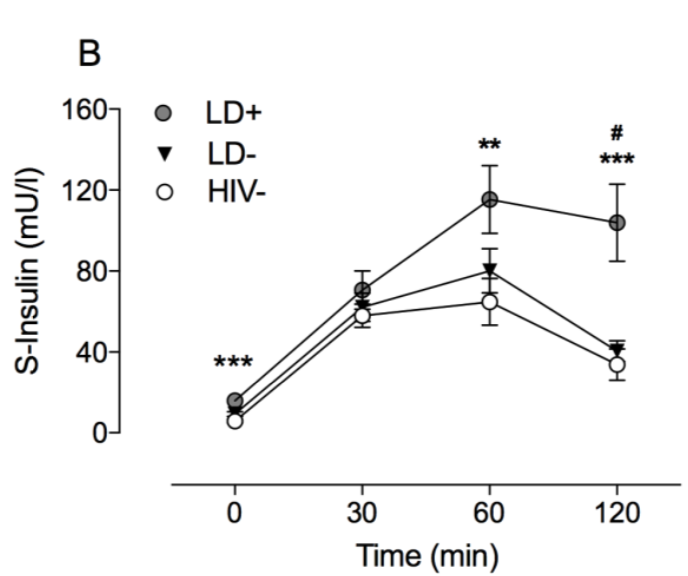 B
160
LD+
LD-
HIV-
120
80
40
0
S-Insulin (mU/l)
***
**
#
***
0 30 60 120
Time (min)